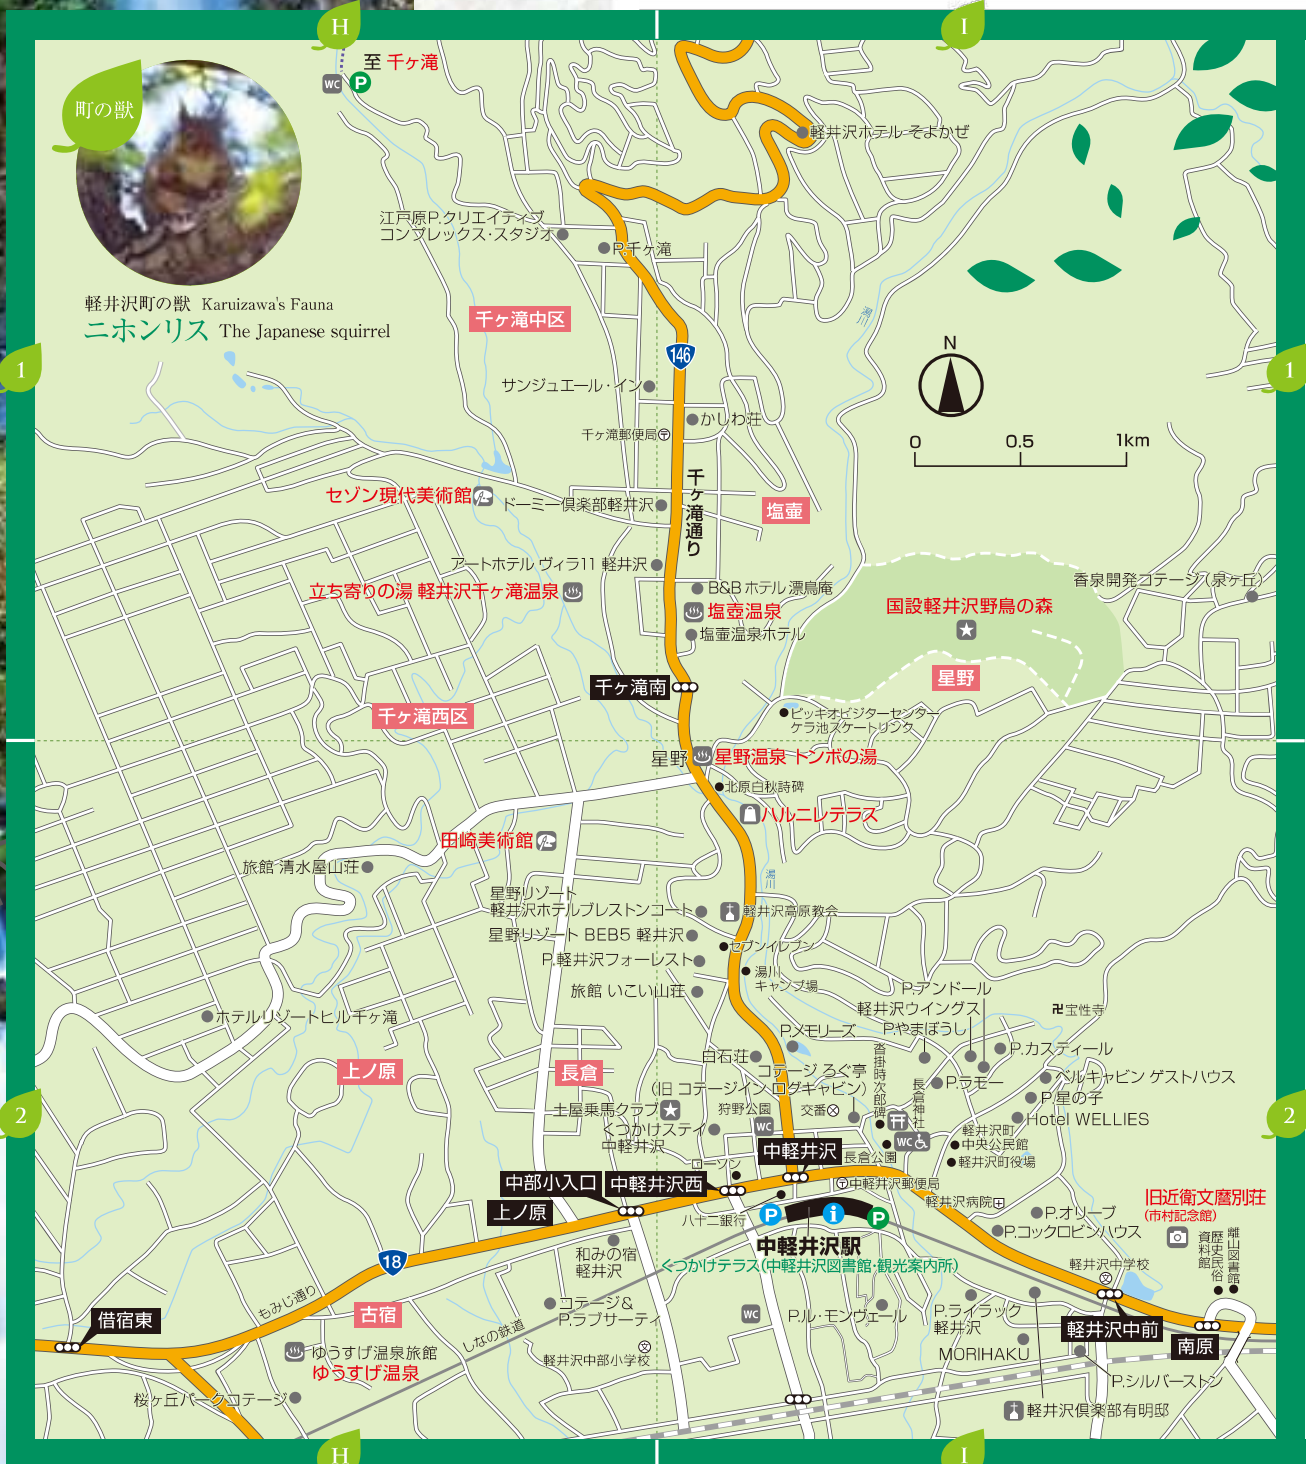 H
I
至 千ヶ滝
WC
P
町の獣
軽井沢ホテル そよかぜ
江戸原P.クリエイティブ
コンプレックス・スタジオ
P.千ヶ滝
軽井沢町の獣 Karuizawa's Fauna
ニホンリス The Japanese squirrel
千ヶ滝中区
湯川
N
146
1
1
サンジュエール・イン
かしわ荘
千ヶ滝郵便局
0 0.5 1km
千ヶ滝通り
セゾン現代美術館
ドーミー倶楽部軽井沢
塩壷
アートホテル ヴィラ11 軽井沢
立ち寄りの湯 軽井沢千ヶ滝温泉
B&B ホテル 漂鳥庵
塩壺温泉
塩壷温泉ホテル
香泉開発コテージ(泉ヶ丘)
国設軽井沢野鳥の森
星野
千ヶ滝南
千ヶ滝西区
ピッキオビジターセンター
ケラ池スケートリンク
星野
星野温泉 トンボの湯
北原白秋詩碑
ハルニレテラス
田崎美術館
旅館 清水屋山荘
湯川
星野リゾート
軽井沢ホテルブレストンコート
軽井沢高原教会
星野リゾート BEB5 軽井沢
セブンイレブン
P.軽井沢フォーレスト
湯川
キャンプ場
旅館 いこい山荘
P.アンドール
軽井沢ウイングス
P.やまぼうし
宝性寺
ホテルリゾートヒル千ヶ滝
P.メモリーズ
P.カスティール
白石荘
上ノ原
長倉
コテージ ろぐ亭
(旧 コテージイン ログキャビン)
沓掛時次郎碑
長倉神社
P.ラモー
ベルキャビン ゲストハウス
P.星の子
Hotel WELLIES
2
2
土屋乗馬クラブ
狩野公園
WC
交番
くつかけステイ
中軽井沢
WC
軽井沢町
中央公民館
軽井沢町役場
中軽井沢
長倉公園
ローソン
中部小入口
中軽井沢西
上ノ原
中軽井沢郵便局
軽井沢病院
旧近衛文麿別荘
(市村記念館)
八十二銀行
P
i
P
P.オリーブ
P.コックロビンハウス
歴史民俗
資料館
離山図書館
中軽井沢駅
くつかけテラス(中軽井沢図書館・観光案内所)
和みの宿
軽井沢
18
軽井沢中学校
もみじ通り
古宿
コテージ&
P.ラブサーティ
WC
P.ル・モンヴェール
P.ライラック
軽井沢
借宿東
軽井沢中前
南原
しなの鉄道
ゆうすげ温泉旅館
ゆうすげ温泉
軽井沢中部小学校
MORIHAKU
P.シルバーストン
桜ヶ丘パークコテージ
軽井沢倶楽部有明邸
H
I